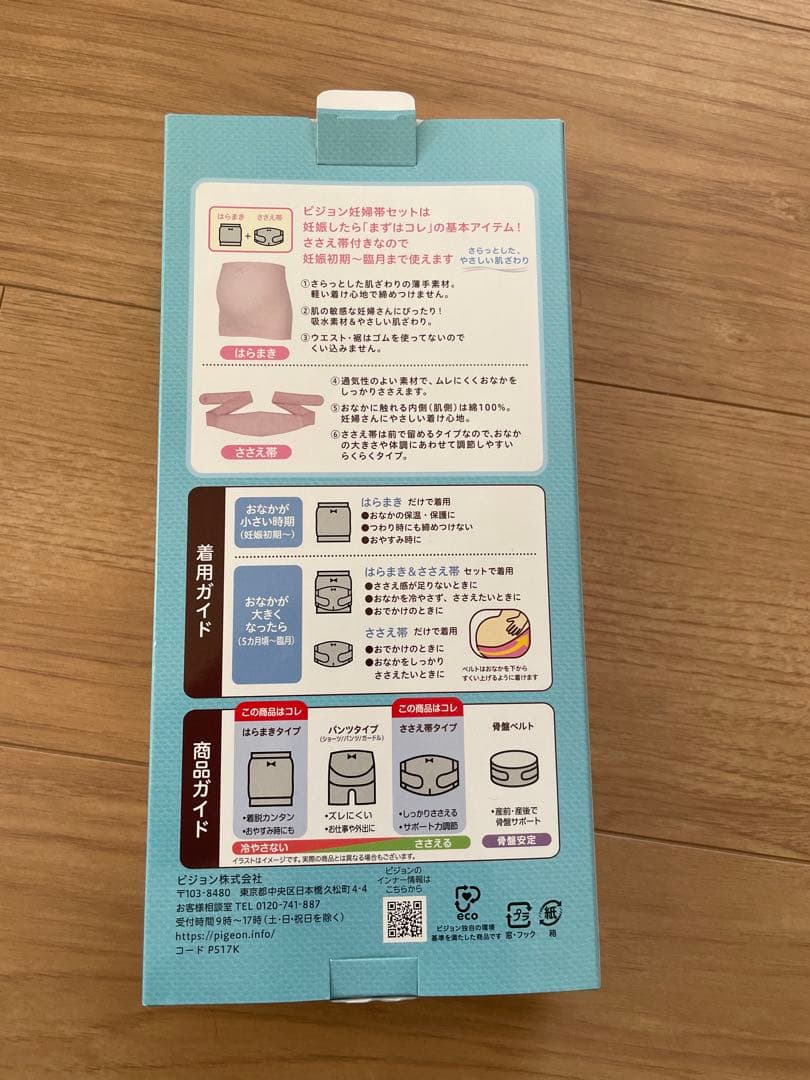 はらまき
ささえ帯
+
ピジョン妊婦帯セットは
妊娠したら「まずはコレ」の基本アイテム！
ささえ帯付きなので
妊娠初期〜臨月まで使えます
さらっとした、
やさしい肌ざわり
①さらっとした肌ざわりの薄手素材。
軽い着け心地で締めつけません。
②肌の敏感な妊婦さんにぴったり！
吸水素材＆やさしい肌ざわり。
③ウエスト・裾はゴムを使ってないので
くい込みません。
はらまき
④通気性のよい素材で、ムレにくくおなかを
しっかりささえます。
⑤おなかに触れる内側（肌側）は綿100%。
妊婦さんにやさしい着け心地。
⑥ささえ帯は前で留めるタイプなので、おなか
の大きさや体調にあわせて調節しやすい
らくらくタイプ。
ささえ帯
着用ガイド
おなかが
小さい時期
（妊娠初期〜）
はらまき だけで着用
●おなかの保温・保護に
●つわり時にも締めつけない
●おやすみ時に
おなかが
大きく
なったら
（5カ月頃〜臨月）
はらまき＆ささえ帯 セットで着用
●ささえ感が足りないときに
●おなかを冷やさず、ささえたいときに
●おでかけのときに
ささえ帯 だけで着用
●おでかけのときに
●おなかをしっかり
ささえたいときに
ベルトはおなかを下から
すくい上げるように着けます
商品ガイド
この商品はコレ
はらまきタイプ
・着脱カンタン
・おやすみ時にも
パンツタイプ
（ショーツ/パンツ/ガードル）
・ズレにくい
・お仕事や外出に
この商品はコレ
ささえ帯タイプ
・しっかりささえる
・サポート力調節
骨盤ベルト
・産前・産後で
骨盤サポート
冷やさない
ささえる
骨盤安定
イラストはイメージです。実際の商品とは異なる場合もございます。
ピジョン株式会社
〒103-8480 東京都中央区日本橋久松町4-4
お客様相談室 TEL 0120-741-887
受付時間9時〜17時（土・日・祝日を除く）
https://pigeon.info/
コード P517K
ピジョンの
インナー情報は
こちらから
eco
ピジョン独自の環境
基準を満たした商品です
プラ
窓・フック
紙
箱